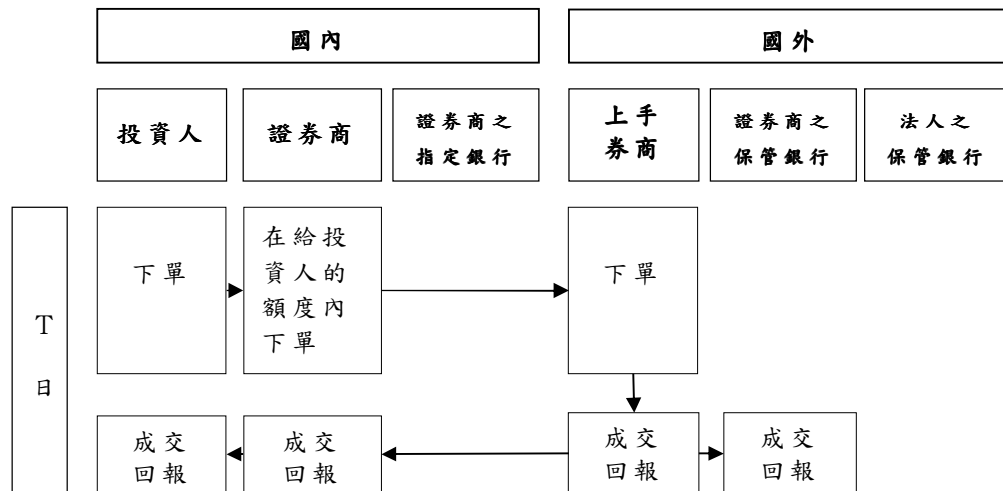 國內
國外
投資人
證券商
證券商之
指定銀行
上手
券商
證券商之
保管銀行
法人之
保管銀行
T
日
下單
在給投
資人的
額度內
下單
下單
成交
回報
成交
回報
成交
回報
成交
回報